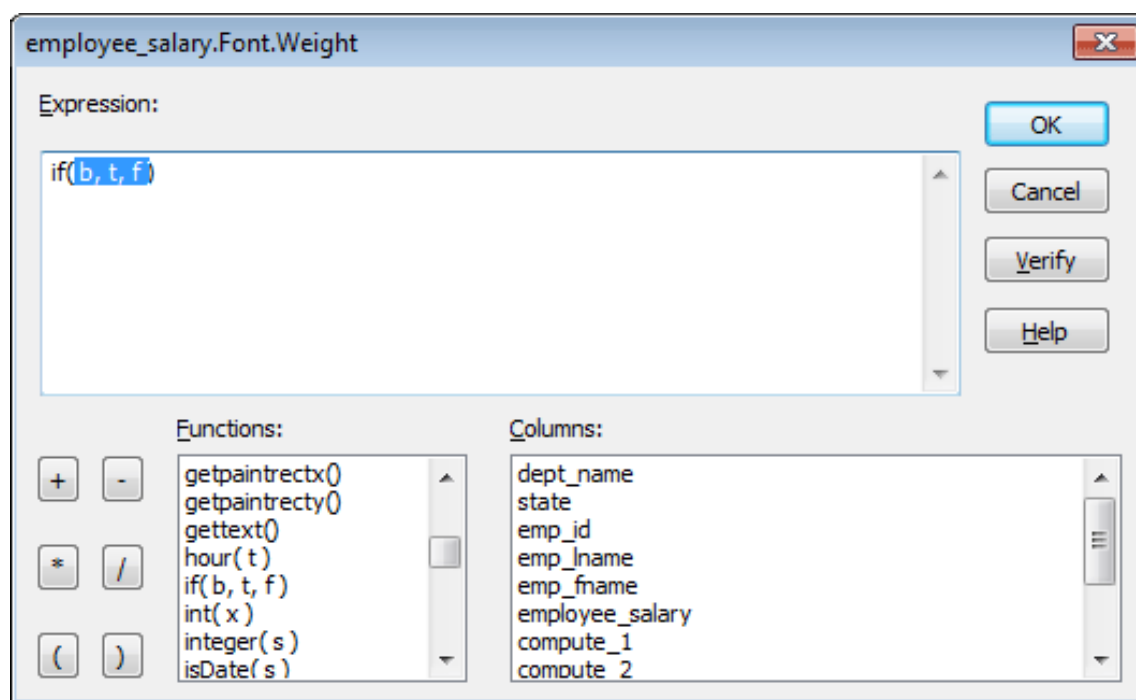 employee_salary.Font.Weight
Expression:
OK
if( b, t, f )
Cancel
Verify
Help
Functions:
Columns:
+ -
* /
( )
getpaintrectx()
getpaintrecty()
gettext()
hour( t )
if( b, t, f )
int( x )
integer( s )
isDate( s )
dept_name
state
emp_id
emp_lname
emp_fname
employee_salary
compute_1
compute_2